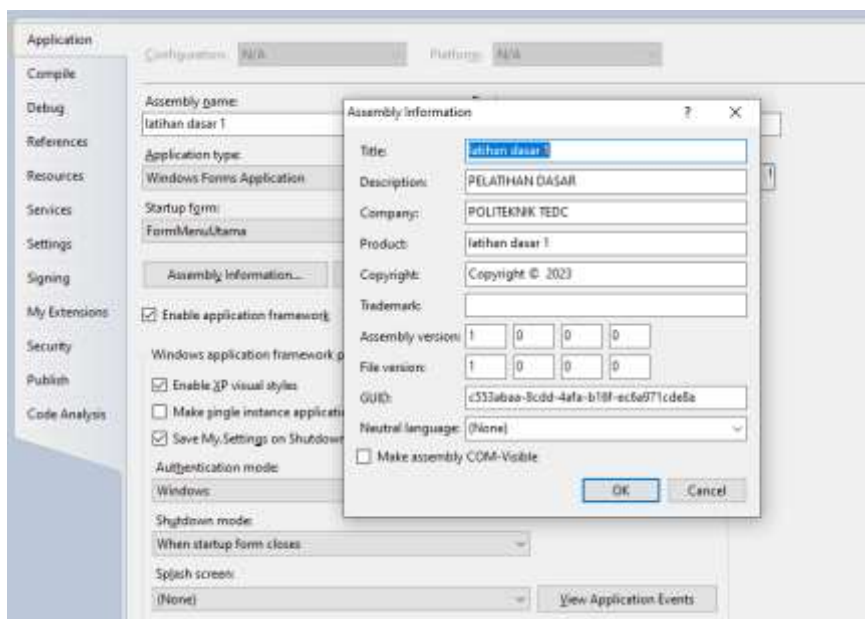 Application
Compile
Debug
References
Resources
Services
Settings
Signing
My Extensions
Security
Publish
Code Analysis
Configuration: N/A
Platform: N/A
Assembly name:
latihan dasar 1
Application type:
Windows Forms Application
Startup form:
FormMenuUtama
Assembly Information...
Enable application framework
Windows application framework p
Enable XP visual styles
Make single instance applicati
Save My.Settings on Shutdown
Authentication mode:
Windows
Shutdown mode:
When startup form closes
Splash screen:
(None)
View Application Events
Assembly Information ? ×
Title: latihan dasar 1
Description: PELATIHAN DASAR
Company: POLITEKNIK TEDC
Product: latihan dasar 1
Copyright: Copyright © 2023
Trademark:
Assembly version: 1 0 0 0
File version: 1 0 0 0
GUID: c553abaa-8cdd-4afa-b16f-ec6a971cde8a
Neutral language: (None)
Make assembly COM-Visible
OK Cancel